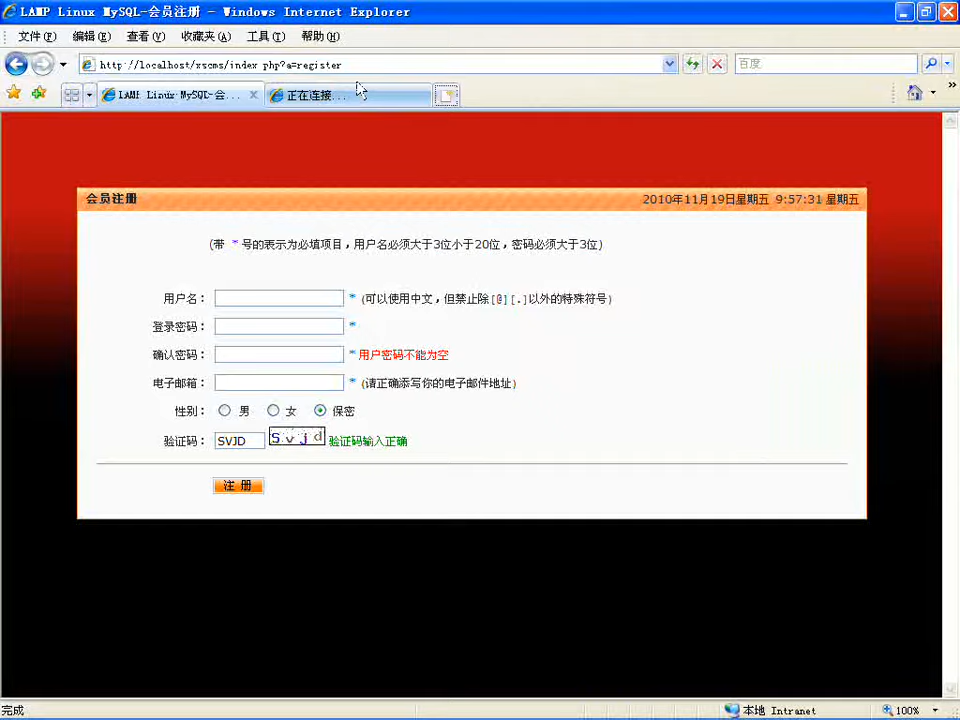 LAMP Linux MySQL-会员注册 - Windows Internet Explorer
文件(F) 编辑(E) 查看(V) 收藏夹(A) 工具(T) 帮助(H)
http://localhost/xscms/index.php?a=register 百度
LAMP Linux MySQL-会... 正在连接...
会员注册 2010年11月19日星期五 9:57:31 星期五
(带 * 号的表示为必填项目，用户名必须大于3位小于20位，密码必须大于3位)
用户名： * (可以使用中文，但禁止除[@][.]以外的特殊符号)
登录密码： *
确认密码： * 用户密码不能为空
电子邮箱： * (请正确添写你的电子邮件地址)
性别： 男 女 保密
验证码： SVJD Svjd 验证码输入正确
注 册
完成 本地 Intranet 100%